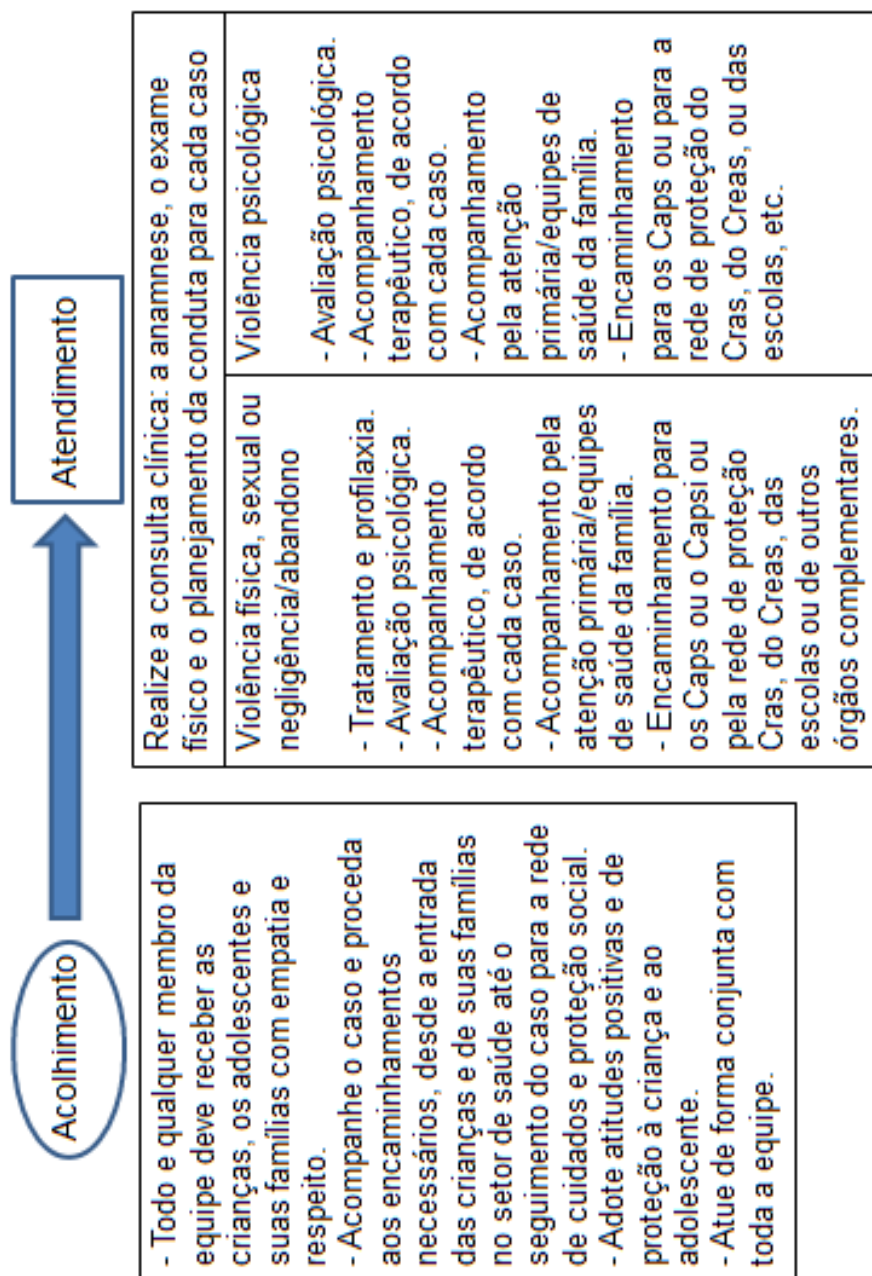 Acolhimento
Atendimento
- Todo e qualquer membro da
equipe deve receber as
crianças, os adolescentes e
suas famílias com empatia e
respeito.
- Acompanhe o caso e proceda
aos encaminhamentos
necessários, desde a entrada
das crianças e de suas famílias
no setor de saúde até o
seguimento do caso para a rede
de cuidados e proteção social.
- Adote atitudes positivas e de
proteção à criança e ao
adolescente.
- Atue de forma conjunta com
toda a equipe.
Realize a consulta clínica: a anamnese, o exame
físico e o planejamento da conduta para cada caso
Violência física, sexual ou
negligência/abandono
- Tratamento e profilaxia.
- Avaliação psicológica.
- Acompanhamento
terapêutico, de acordo
com cada caso.
- Acompanhamento pela
atenção primária/equipes
de saúde da família.
- Encaminhamento para
os Caps ou o Capsi ou
pela rede de proteção
Cras, do Creas, das
escolas ou de outros
órgãos complementares.
Violência psicológica
- Avaliação psicológica.
- Acompanhamento
terapêutico, de acordo
com cada caso.
- Acompanhamento
pela atenção
primária/equipes de
saúde da família.
- Encaminhamento
para os Caps ou para a
rede de proteção do
Cras, do Creas, ou das
escolas, etc.